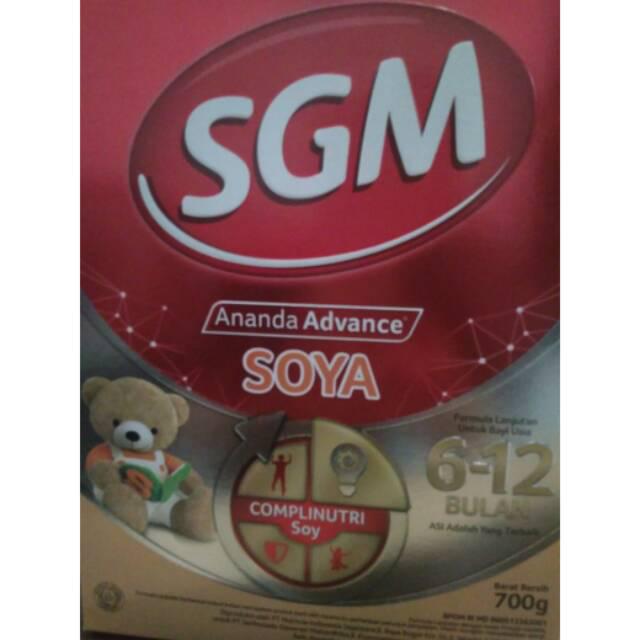 SGM
Ananda Advance®
SOYA
Formula Lanjutan
Untuk Bayi Usia
6-12
BULAN
ASI Adalah Yang Terbaik
COMPLINUTRI
Soy
Berat Bersih
700g